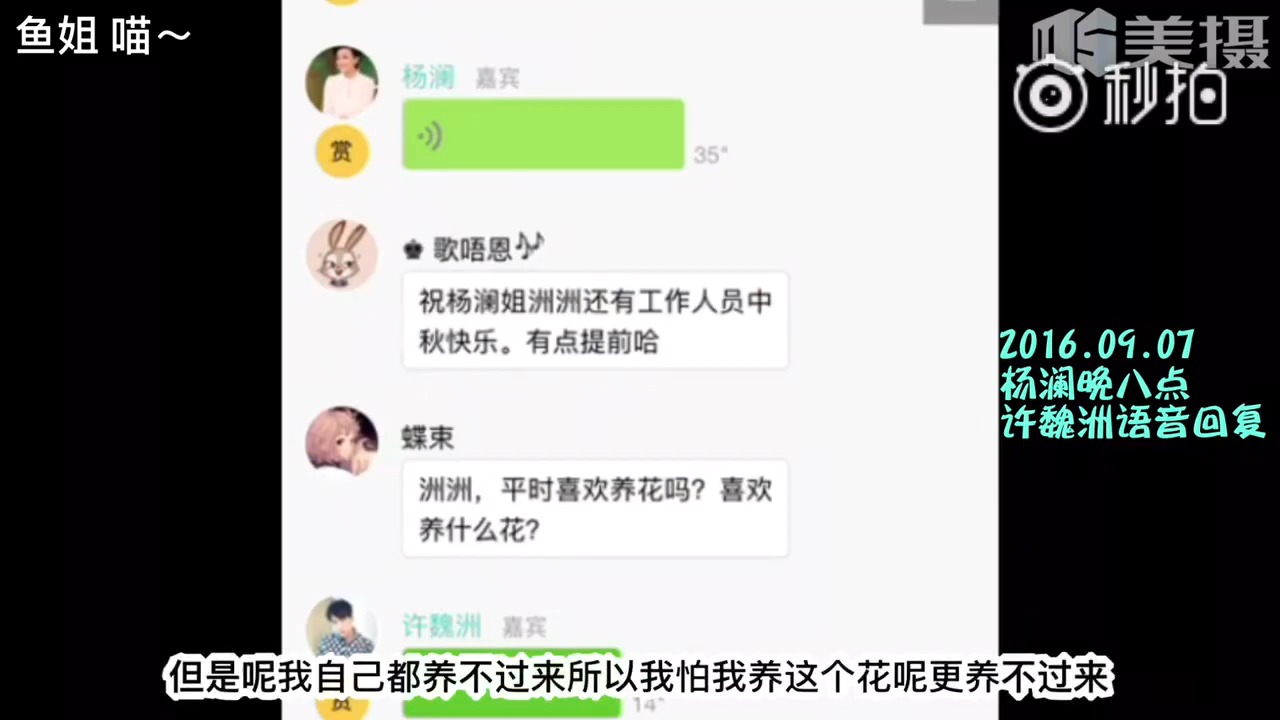 鱼姐 喵～
美摄
秒拍
杨澜 嘉宾
赏
35"
歌唔恩
祝杨澜姐洲洲还有工作人员中
秋快乐。有点提前哈
2016.09.07
杨澜晚八点
许魏洲语音回复
蝶束
洲洲，平时喜欢养花吗？喜欢
养什么花？
许魏洲 嘉宾
但是呢我自己都养不过来所以我怕我养这个花呢更养不过来
赏
14"